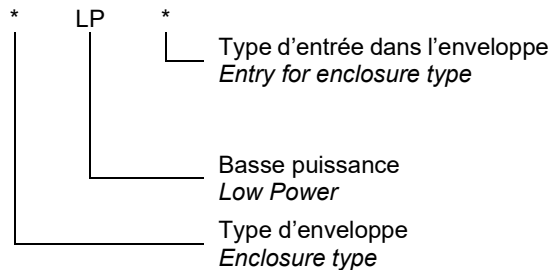 * LP *
Type d’entrée dans l’enveloppe
Entry for enclosure type
Basse puissance
Low Power
Type d’enveloppe
Enclosure type